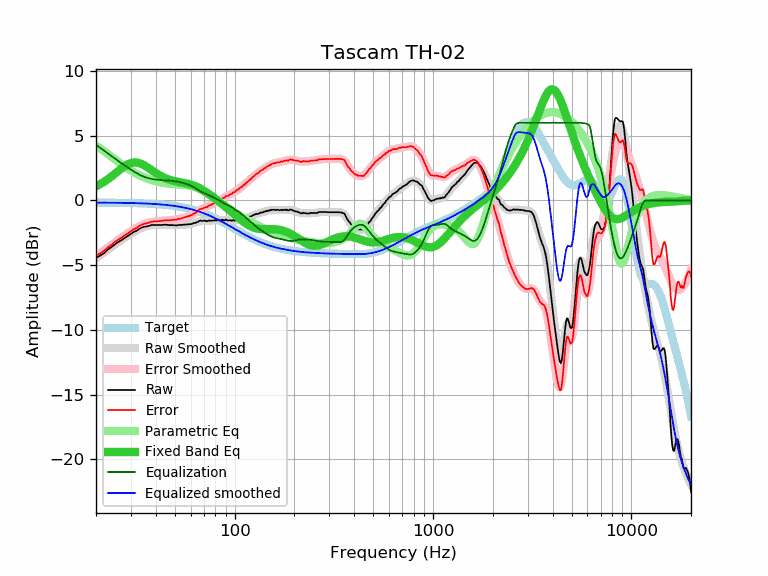 Tascam TH-02
10
5
0
−5
−10
−15
−20
Amplitude (dBr)
Target
Raw Smoothed
Error Smoothed
Raw
Error
Parametric Eq
Fixed Band Eq
Equalization
Equalized smoothed
100
1000
10000
Frequency (Hz)